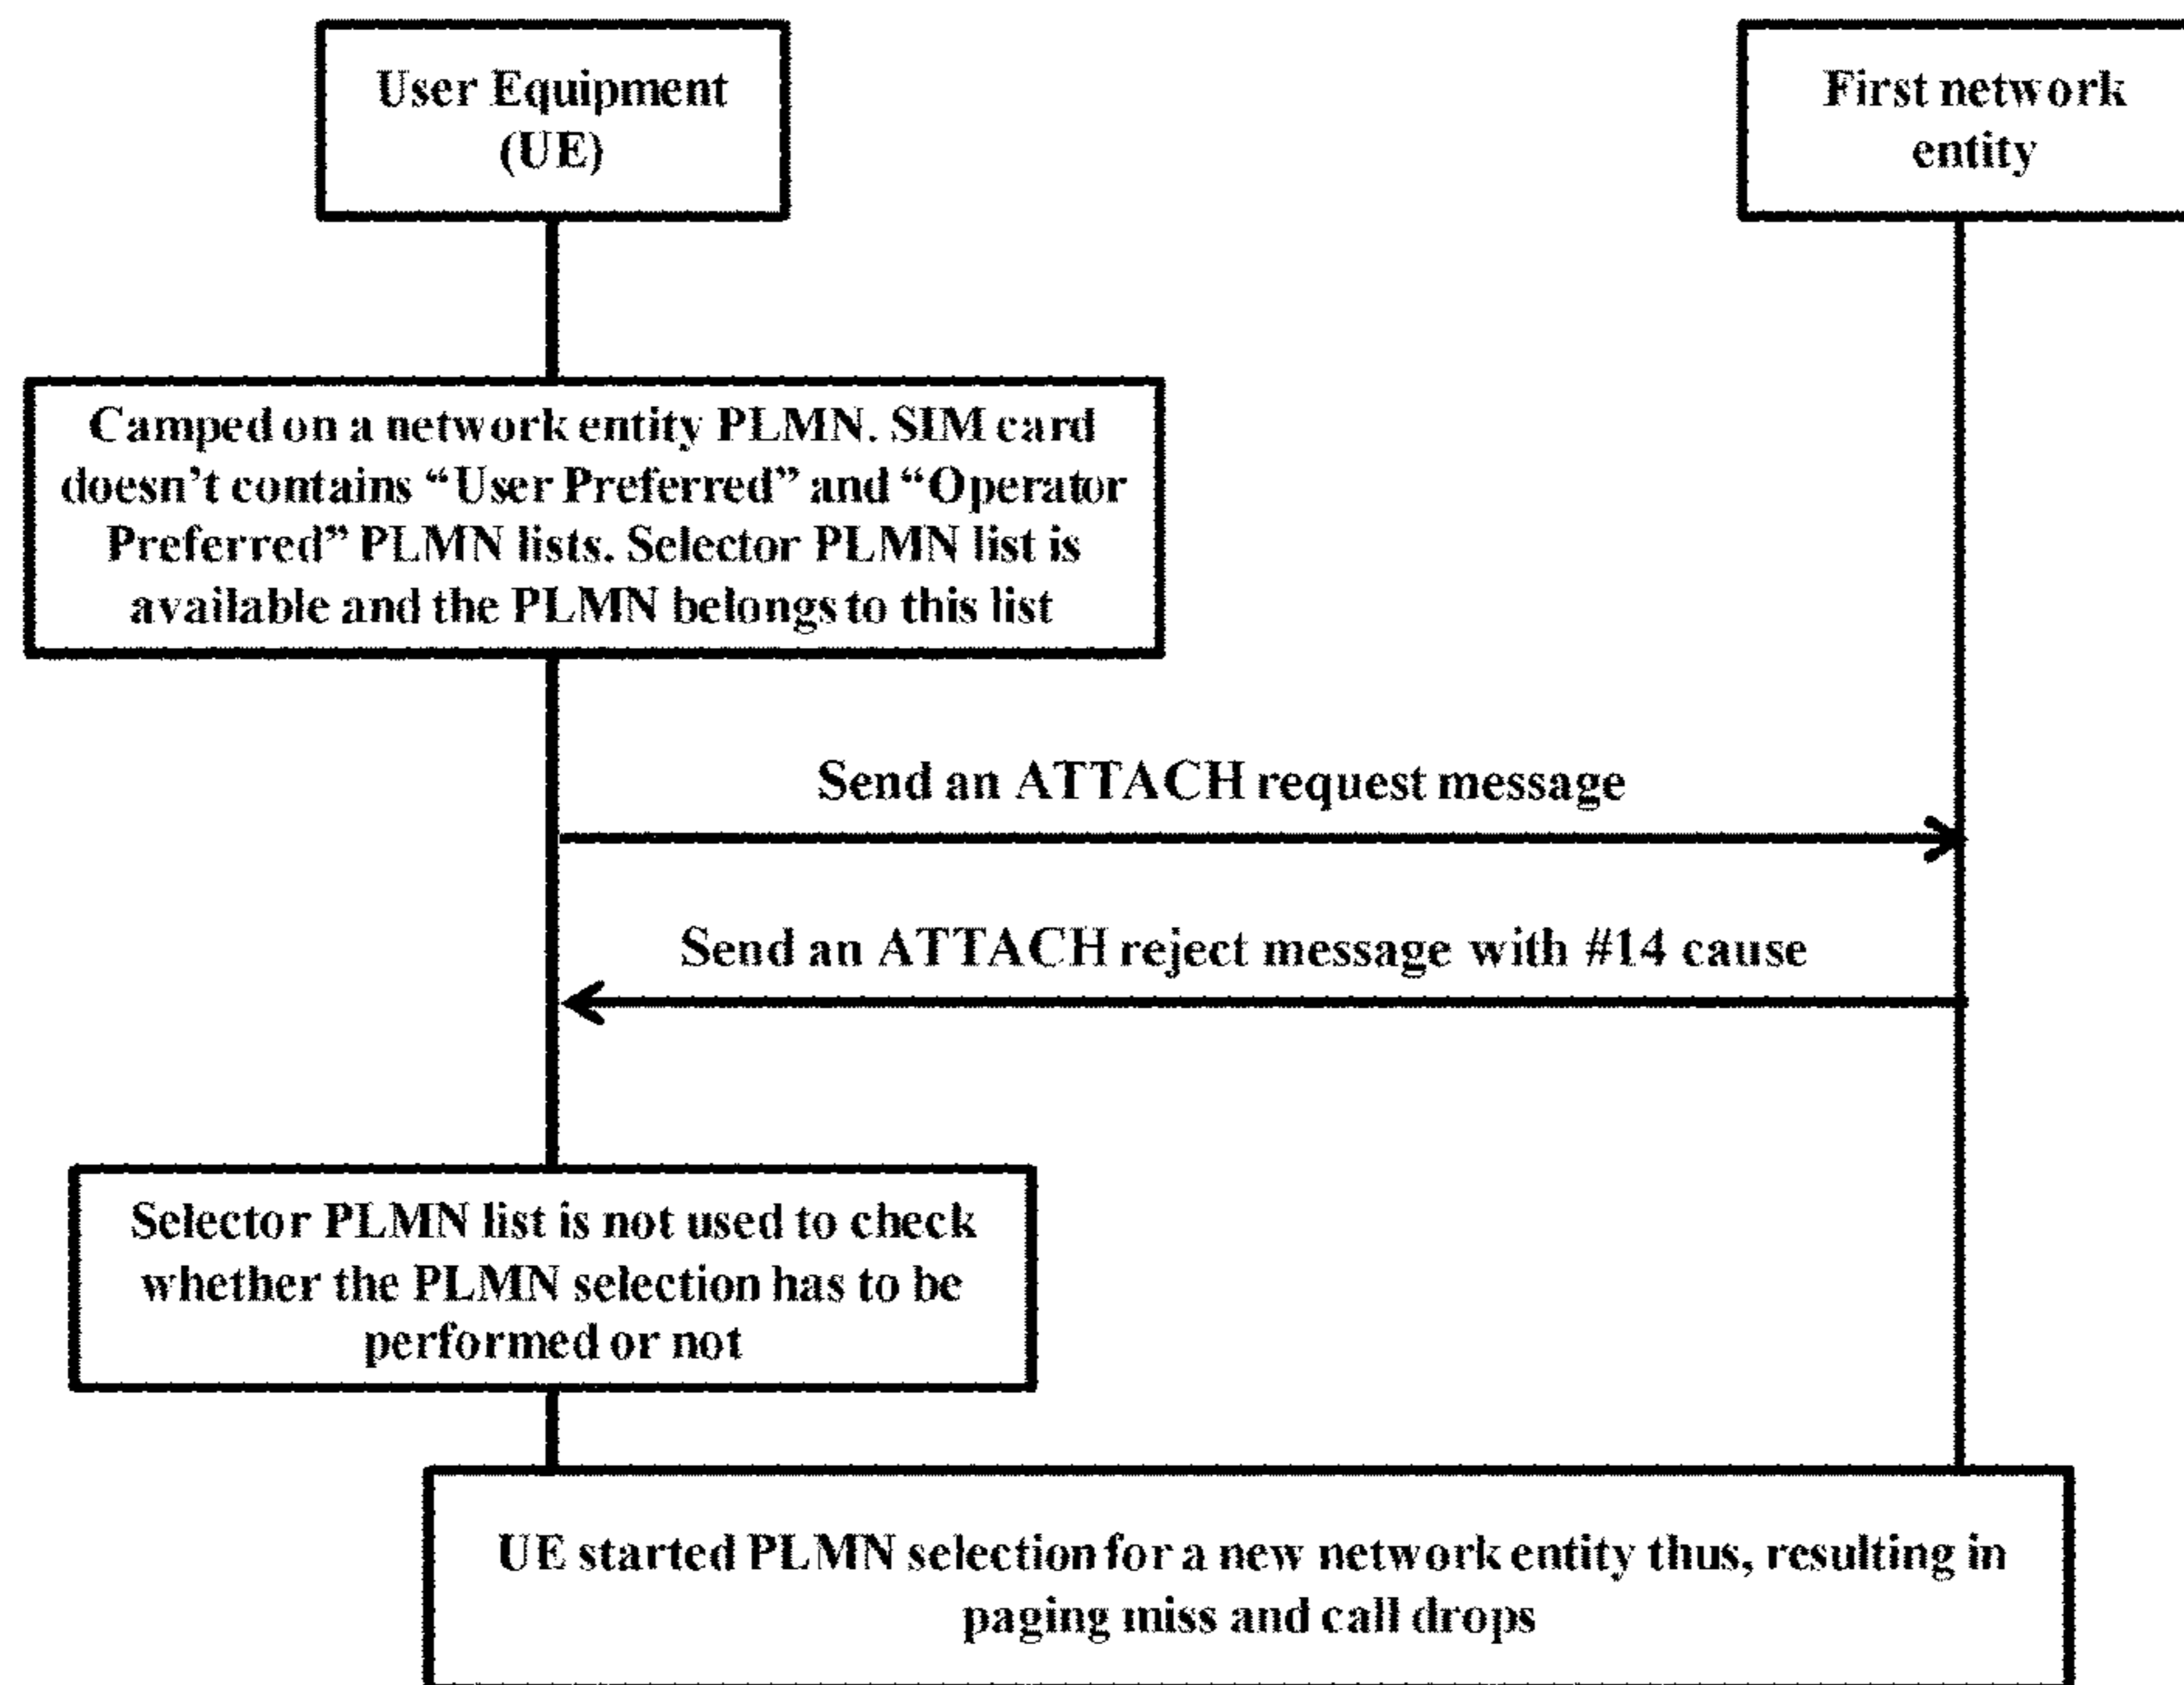 User Equipment
(UE)
First network
entity
Camped on a network entity PLMN. SIM card
doesn't contains “User Preferred” and “Operator
Preferred” PLMN lists. Selector PLMN list is
available and the PLMN belongs to this list
Send an ATTACH request message
Send an ATTACH reject message with #14 cause
Selector PLMN list is not used to check
whether the PLMN selection has to be
performed or not
UE started PLMN selection for a new network entity thus, resulting in
paging miss and call drops